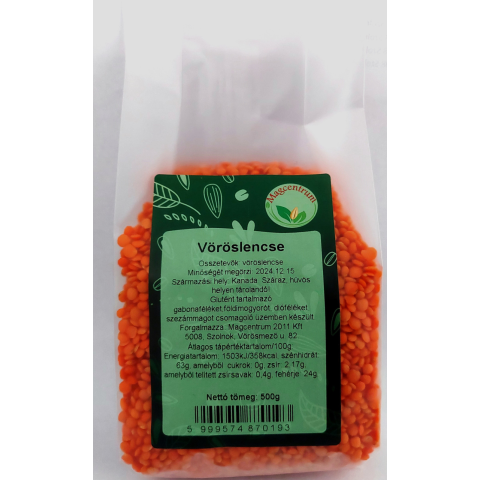 Magcentrum
Vöröslencse
Összetevők: vöröslencse
Minőségét megőrzi: 2024.12.15
Származási hely: Kanada. Száraz, hűvös
helyen tárolandó!
Glutént tartalmazó
gabonaféléket,földimogyorót, dióféléket,
szezámmagot csomagoló üzemben készült.
Forgalmazza: Magcentrum 2011 Kft
5008, Szolnok, Vörösmező u. 82.
Átlagos tápértéktartalom/100g:
Energiatartalom: 1503kJ/358kcal, szénhidrát:
63g, amelyből cukrok: 0g, zsír: 2,17g,
amelyből telített zsírsavak: 0,4g, fehérje: 24g
Nettó tömeg: 500g
5 999574 870193